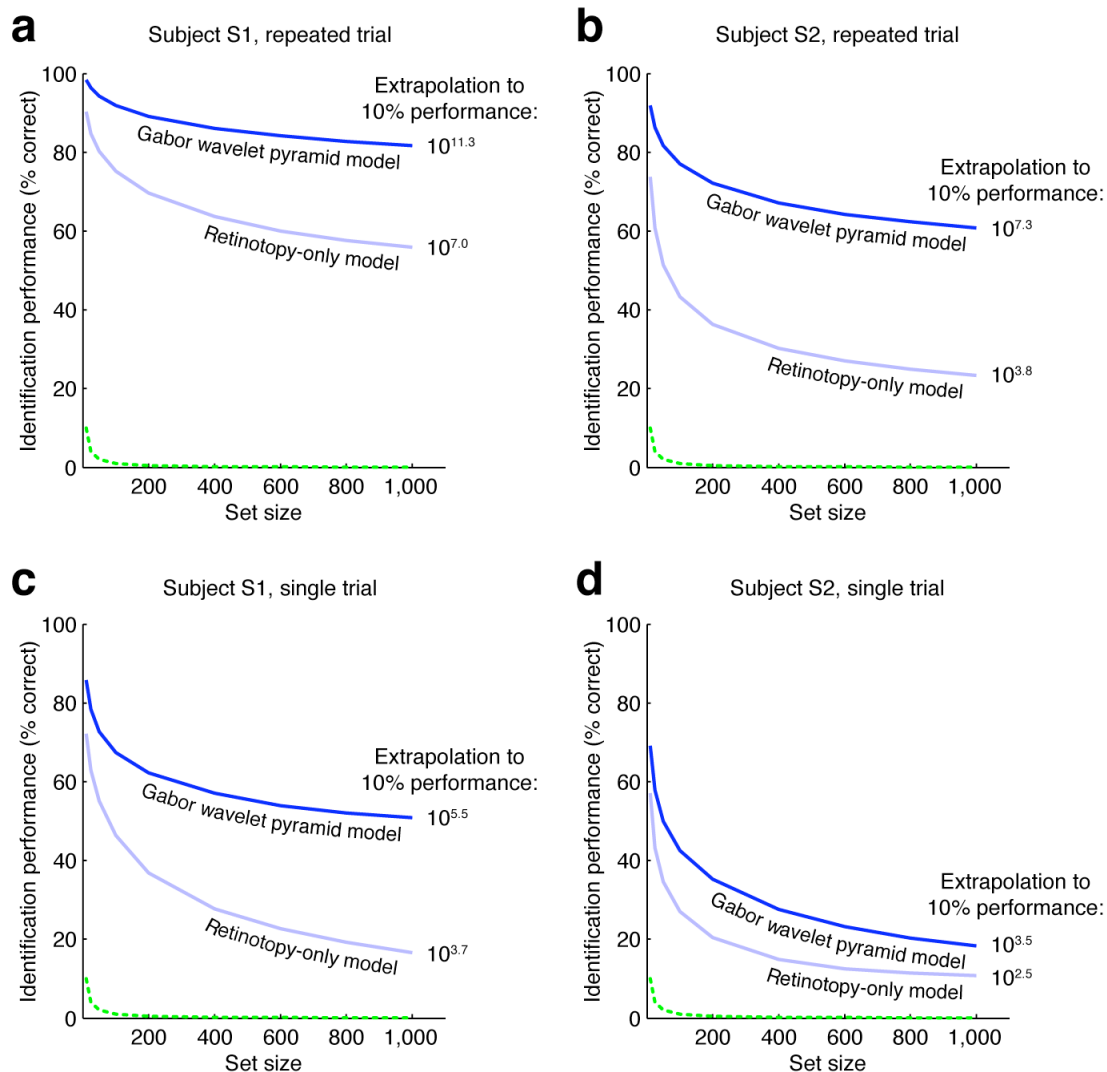 a
Subject S1, repeated trial
Identification performance (% correct)
100
80
60
40
20
0
Extrapolation to
10% performance:
Gabor wavelet pyramid model
10^11.3
Retinotopy-only model
10^7.0
200 400 600 800 1,000
Set size
b
Subject S2, repeated trial
Identification performance (% correct)
100
80
60
40
20
0
Extrapolation to
10% performance:
Gabor wavelet pyramid model
10^7.3
Retinotopy-only model
10^3.8
200 400 600 800 1,000
Set size
c
Subject S1, single trial
Identification performance (% correct)
100
80
60
40
20
0
Extrapolation to
10% performance:
Gabor wavelet pyramid model
10^5.5
Retinotopy-only model
10^3.7
200 400 600 800 1,000
Set size
d
Subject S2, single trial
Identification performance (% correct)
100
80
60
40
20
0
Extrapolation to
10% performance:
Gabor wavelet pyramid model
10^3.5
Retinotopy-only model
10^2.5
200 400 600 800 1,000
Set size